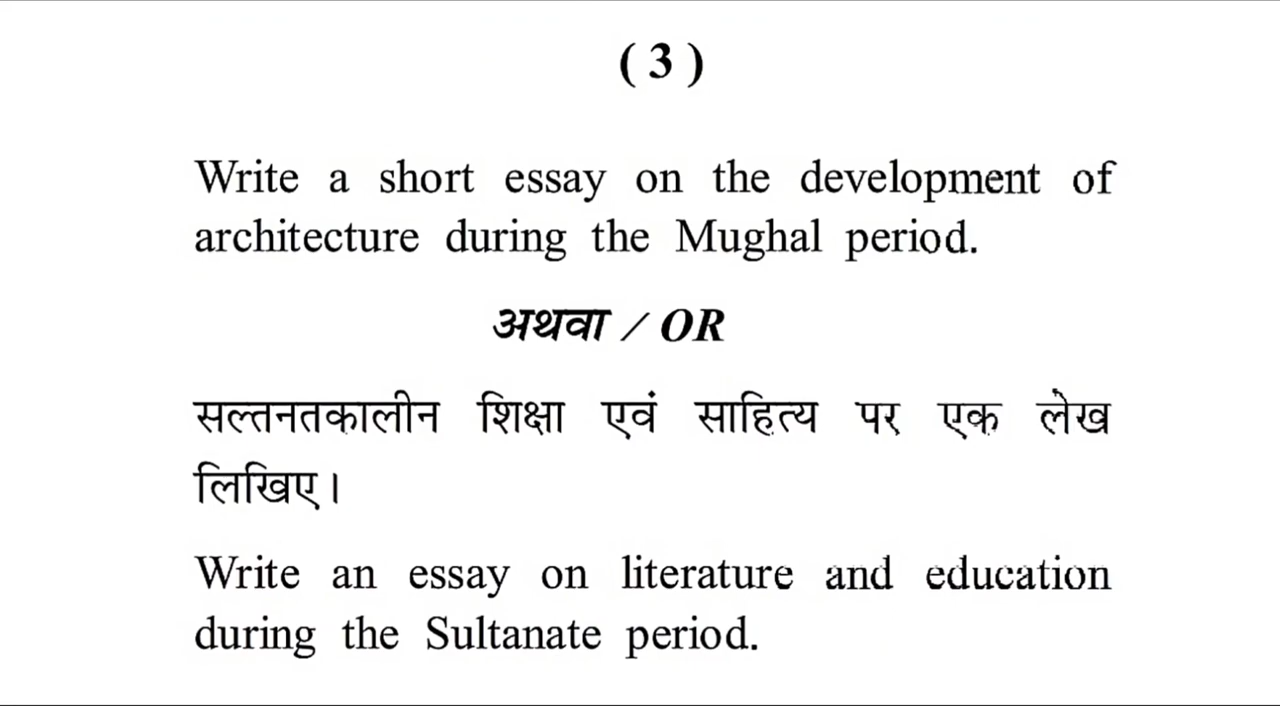 ( 3 )
Write a short essay on the development of
architecture during the Mughal period.
अथवा / OR
सल्तनतकालीन शिक्षा एवं साहित्य पर एक लेख
लिखिए।
Write an essay on literature and education
during the Sultanate period.